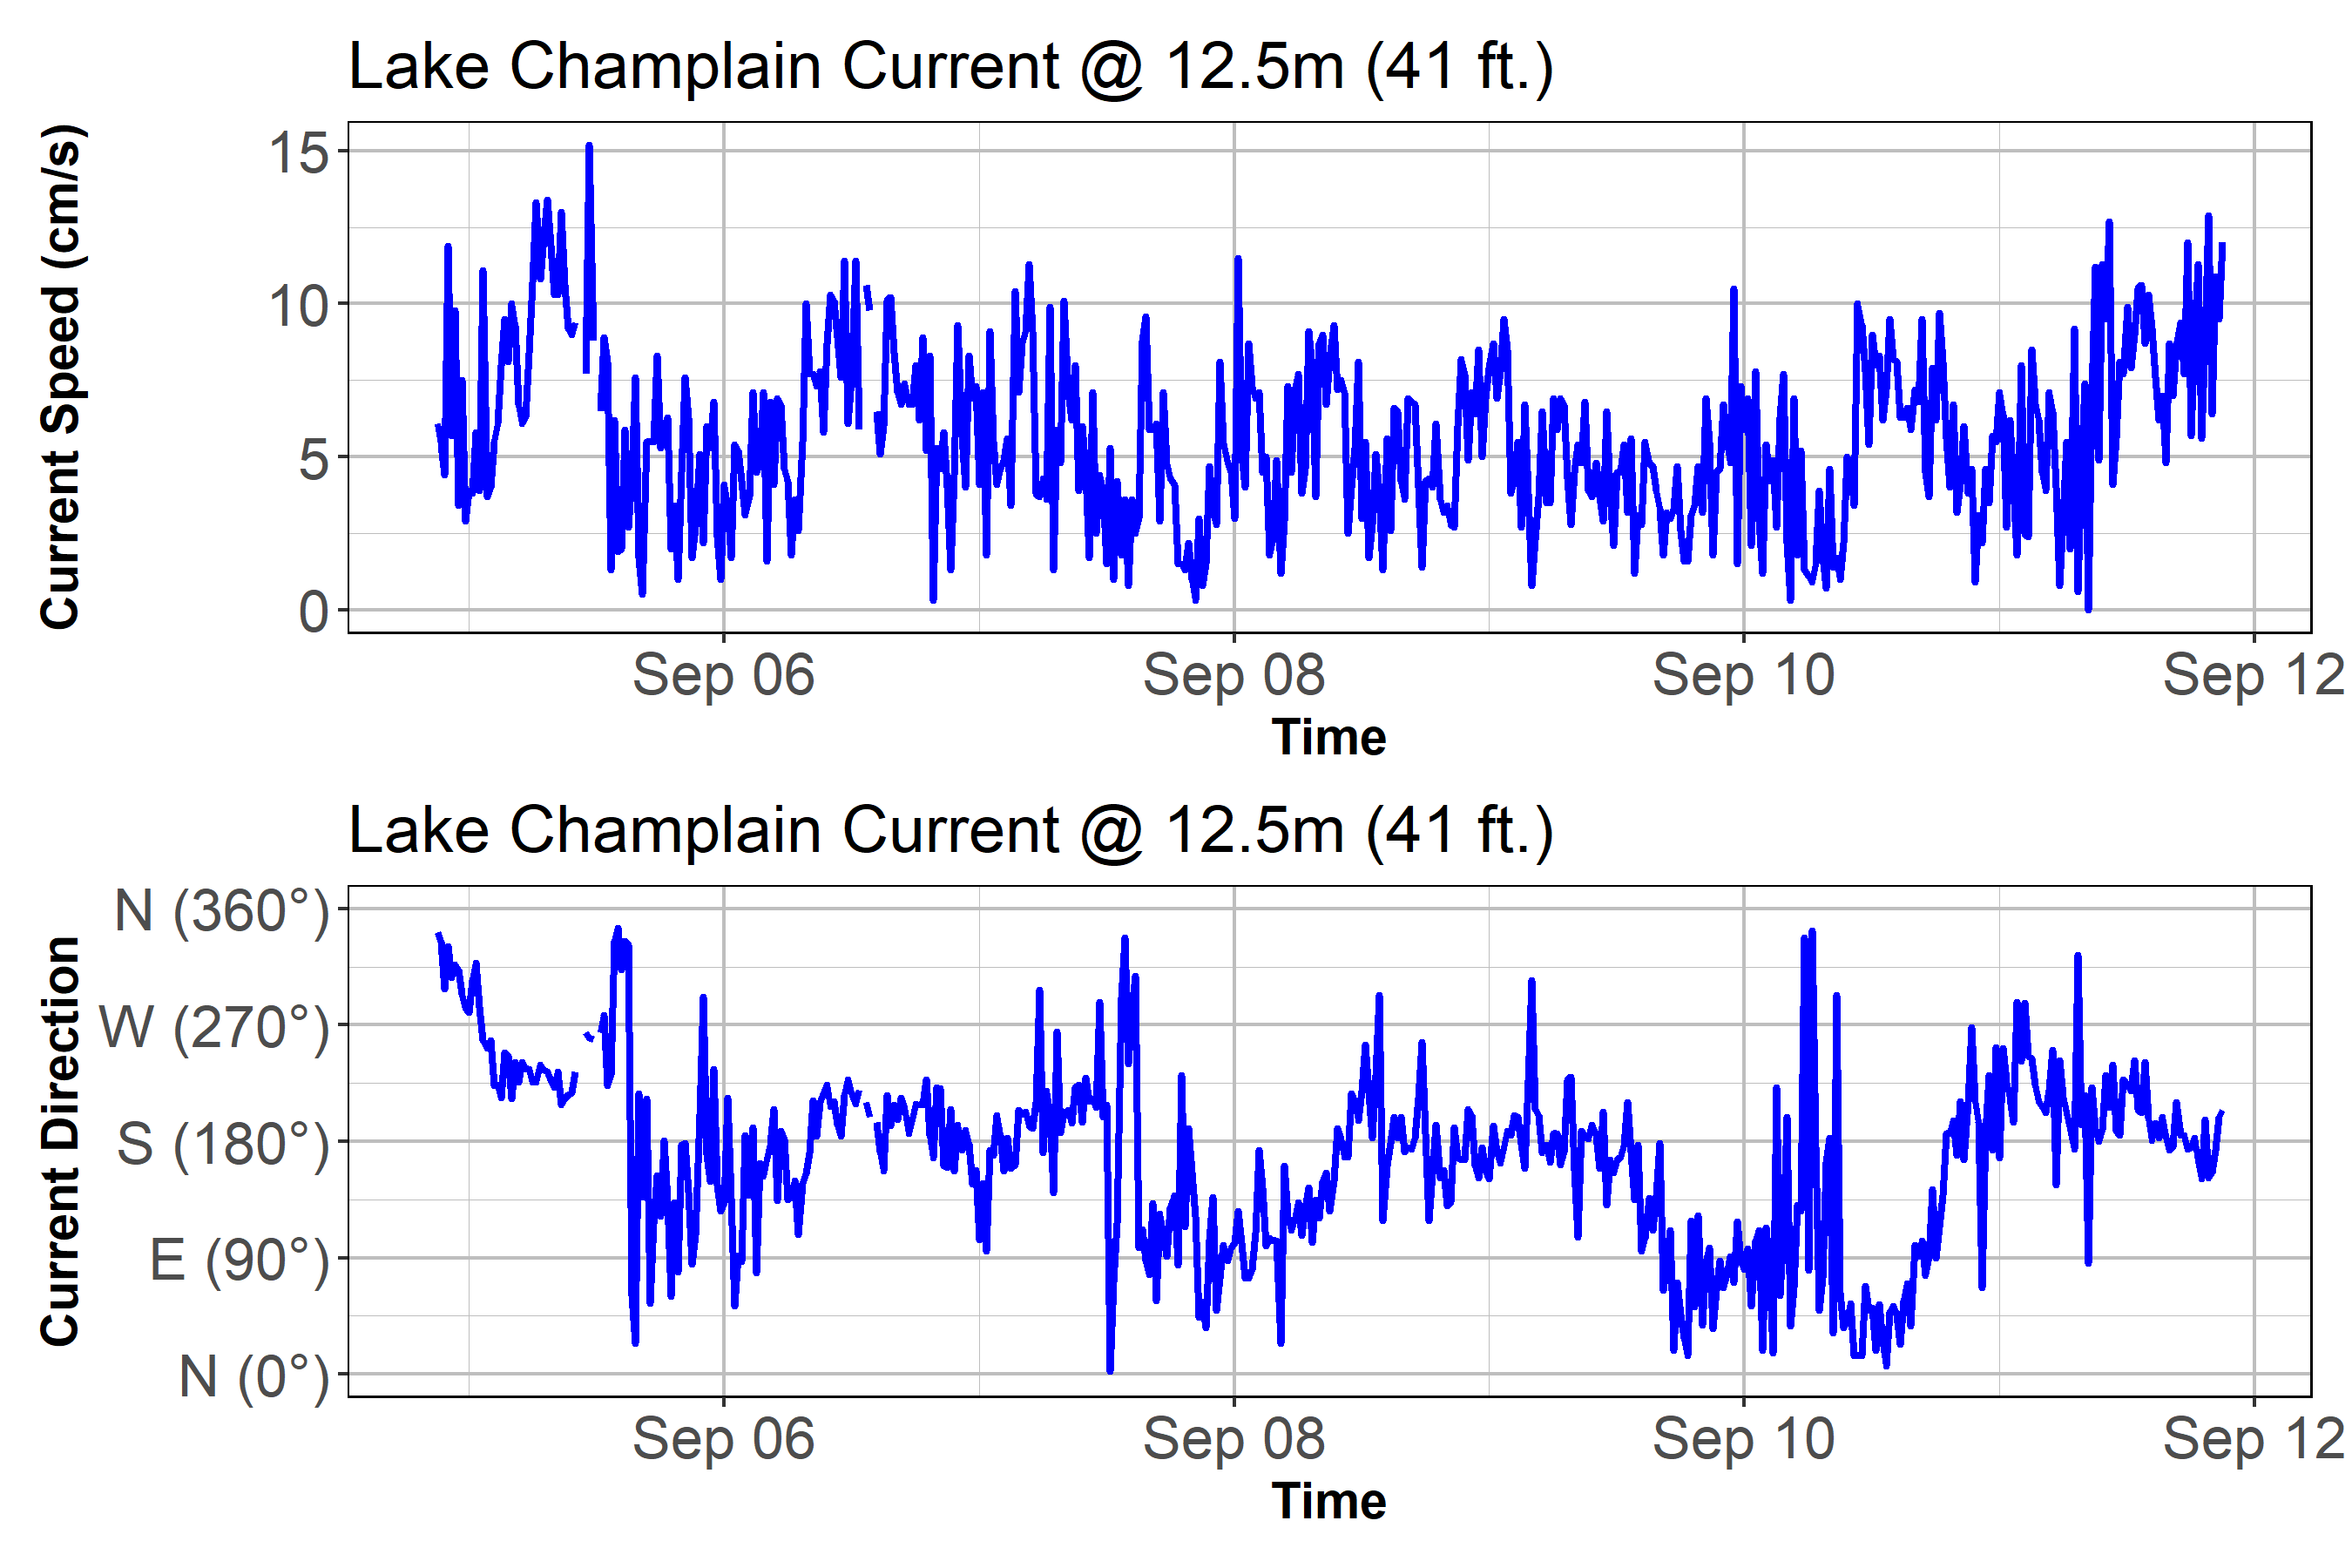 Lake Champlain Current @ 12.5m (41 ft.)
Current Speed (cm/s)
15
10
5
0
Sep 06
Sep 08
Sep 10
Sep 12
Time
Lake Champlain Current @ 12.5m (41 ft.)
Current Direction
N (360°)
W (270°)
S (180°)
E (90°)
N (0°)
Sep 06
Sep 08
Sep 10
Sep 12
Time